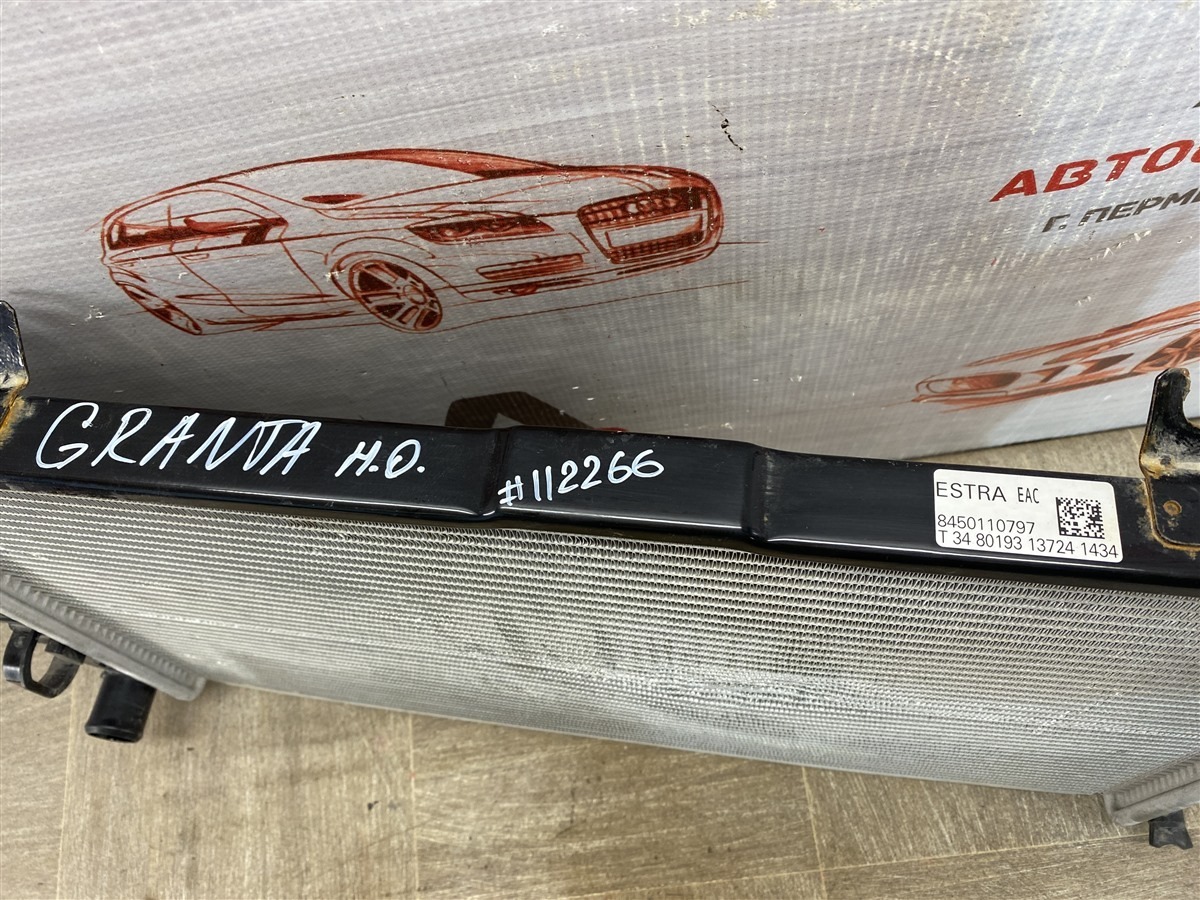 АВТО
Г. ПЕРМ
GRANTA н.о.
#112266
ESTRA EAC
8450110797
T 34 80193 13724 1434